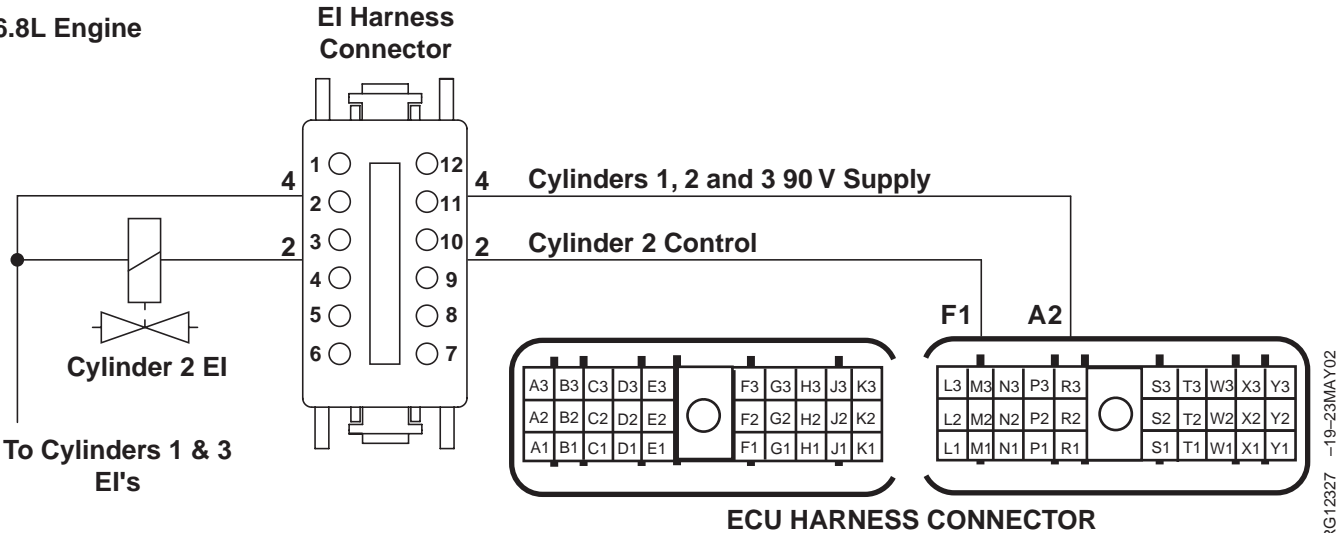 6.8L Engine
EI Harness
Connector
1 12
4 4 Cylinders 1, 2 and 3 90 V Supply
2 11
2 3 10 2 Cylinder 2 Control
4 9
5 8
6 7
Cylinder 2 EI
To Cylinders 1 & 3
EI's
F1 A2
A3 B3 C3 D3 E3 F3 G3 H3 J3 K3
A2 B2 C2 D2 E2 F2 G2 H2 J2 K2
A1 B1 C1 D1 E1 F1 G1 H1 J1 K1
L3 M3 N3 P3 R3 S3 T3 W3 X3 Y3
L2 M2 N2 P2 R2 S2 T2 W2 X2 Y2
L1 M1 N1 P1 R1 S1 T1 W1 X1 Y1
ECU HARNESS CONNECTOR
RG12327 –19–23MAY02